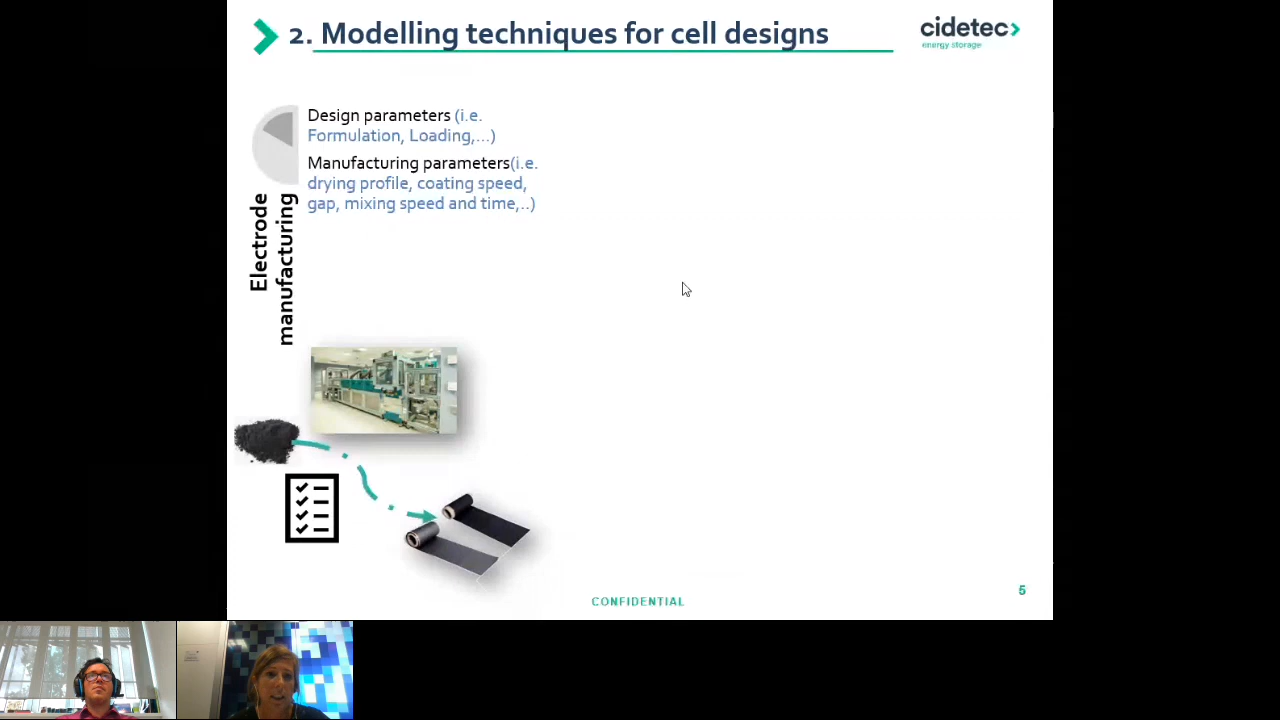 2. Modelling techniques for cell designs
cidetec
energy storage
Design parameters (i.e.
Formulation, Loading,...)
Manufacturing parameters(i.e.
drying profile, coating speed,
gap, mixing speed and time,..)
Electrode
manufacturing
CONFIDENTIAL
5